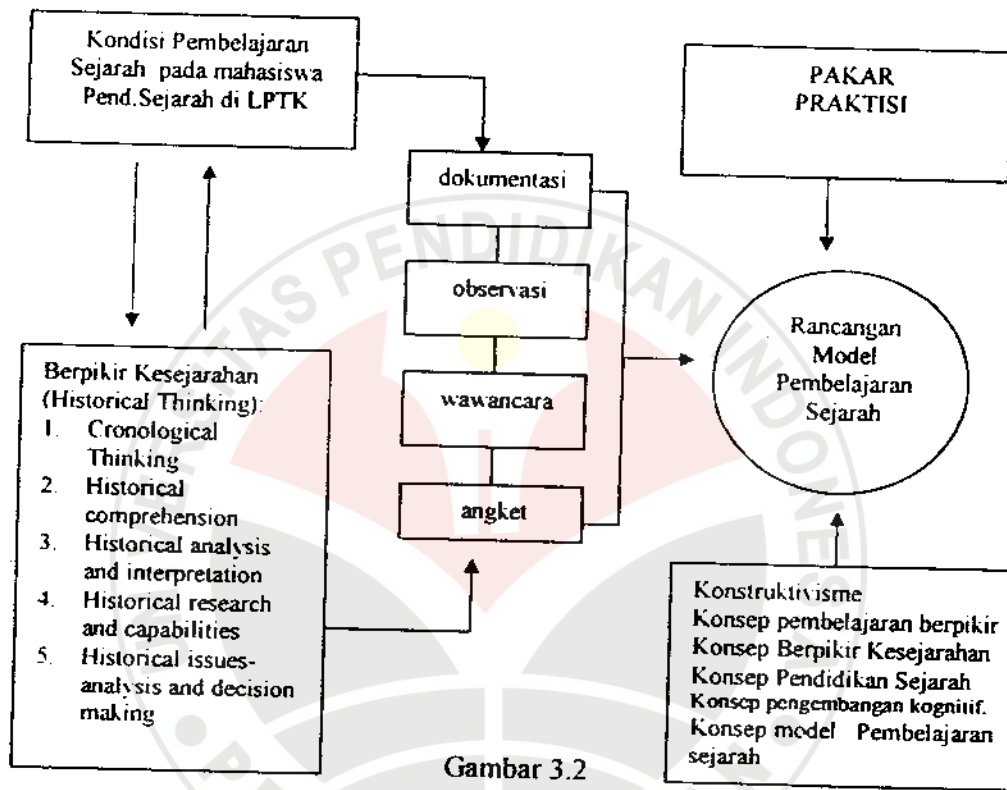 Kondisi Pembelajaran
Sejarah pada mahasiswa
Pend.Sejarah di LPTK
PAKAR
PRAKTISI
dokumentasi
observasi
wawancara
angket
Berpikir Kesejarahan
(Historical Thinking):
1. Cronological
Thinking
2. Historical
comprehension
3. Historical analysis
and interpretation
4. Historical research
and capabilities
5. Historical issues-
analysis and decision
making
Rancangan
Model
Pembelajaran
Sejarah
Konstruktivisme
Konsep pembelajaran berpikir
Konsep Berpikir Kesejarahan
Konsep Pendidikan Sejarah
Konsep pengembangan kognitif.
Konsep model Pembelajaran
sejarah
Gambar 3.2
PENDIDIKAN INDONESIA